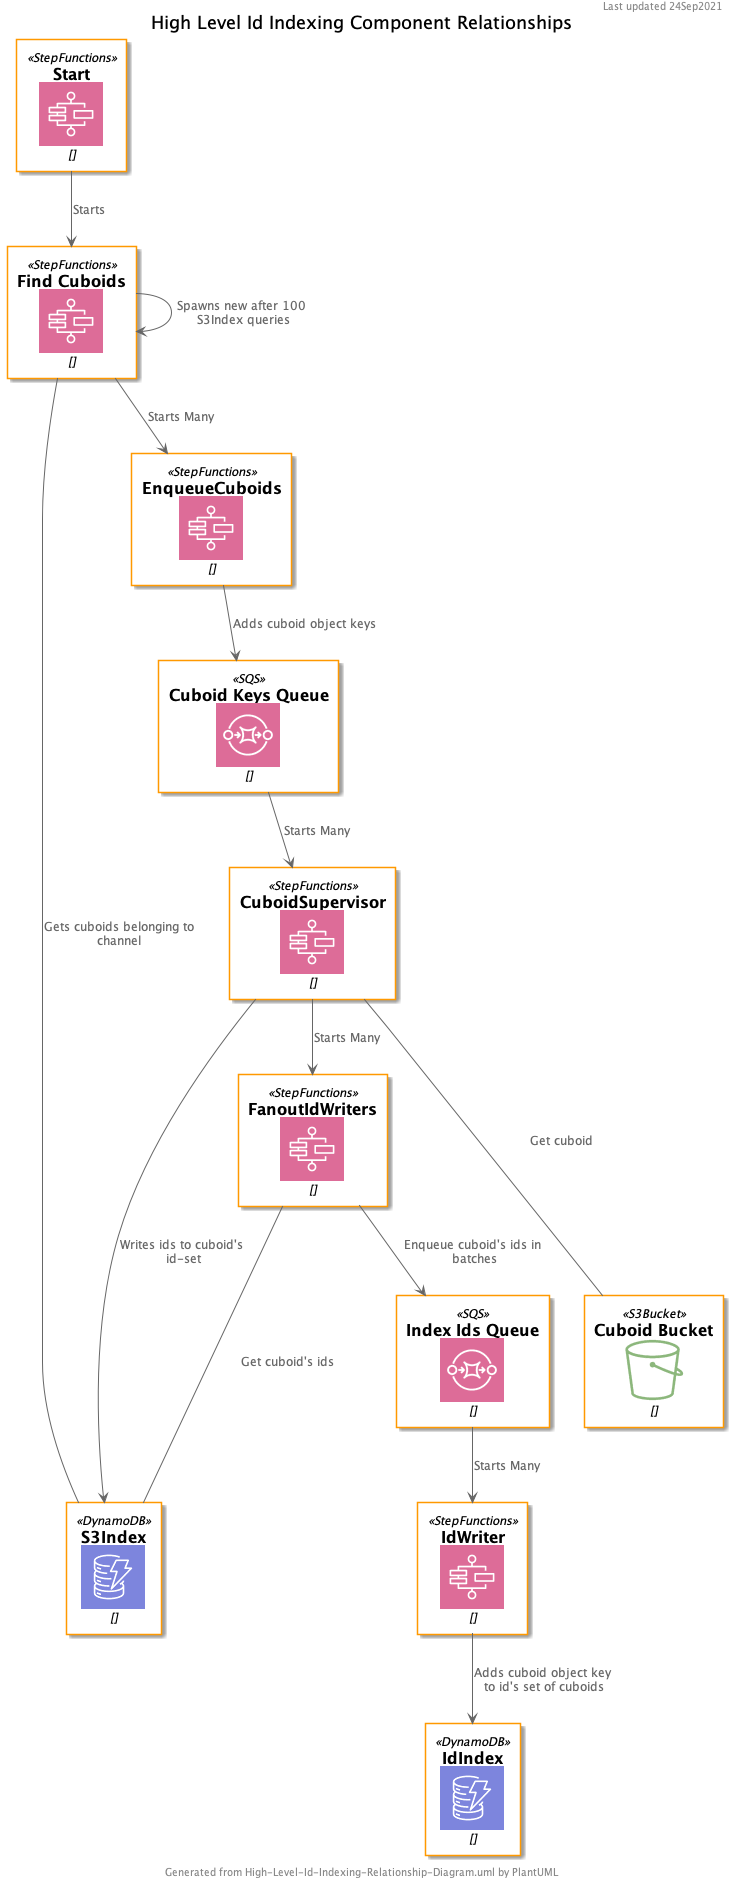 Last updated 24Sep2021
High Level Id Indexing Component Relationships
«StepFunctions»
Start
[]
Starts
«StepFunctions»
Find Cuboids
[]
Spawns new after 100
S3Index queries
Starts Many
«StepFunctions»
EnqueueCuboids
[]
Adds cuboid object keys
«SQS»
Cuboid Keys Queue
[]
Starts Many
«StepFunctions»
CuboidSupervisor
[]
Gets cuboids belonging to
channel
Starts Many
«StepFunctions»
FanoutIdWriters
[]
Get cuboid
Writes ids to cuboid's
id-set
Enqueue cuboid's ids in
batches
Get cuboid's ids
«SQS»
Index Ids Queue
[]
«S3Bucket»
Cuboid Bucket
[]
Starts Many
«DynamoDB»
S3Index
[]
«StepFunctions»
IdWriter
[]
Adds cuboid object key
to id's set of cuboids
«DynamoDB»
IdIndex
[]
Generated from High-Level-Id-Indexing-Relationship-Diagram.uml by PlantUML